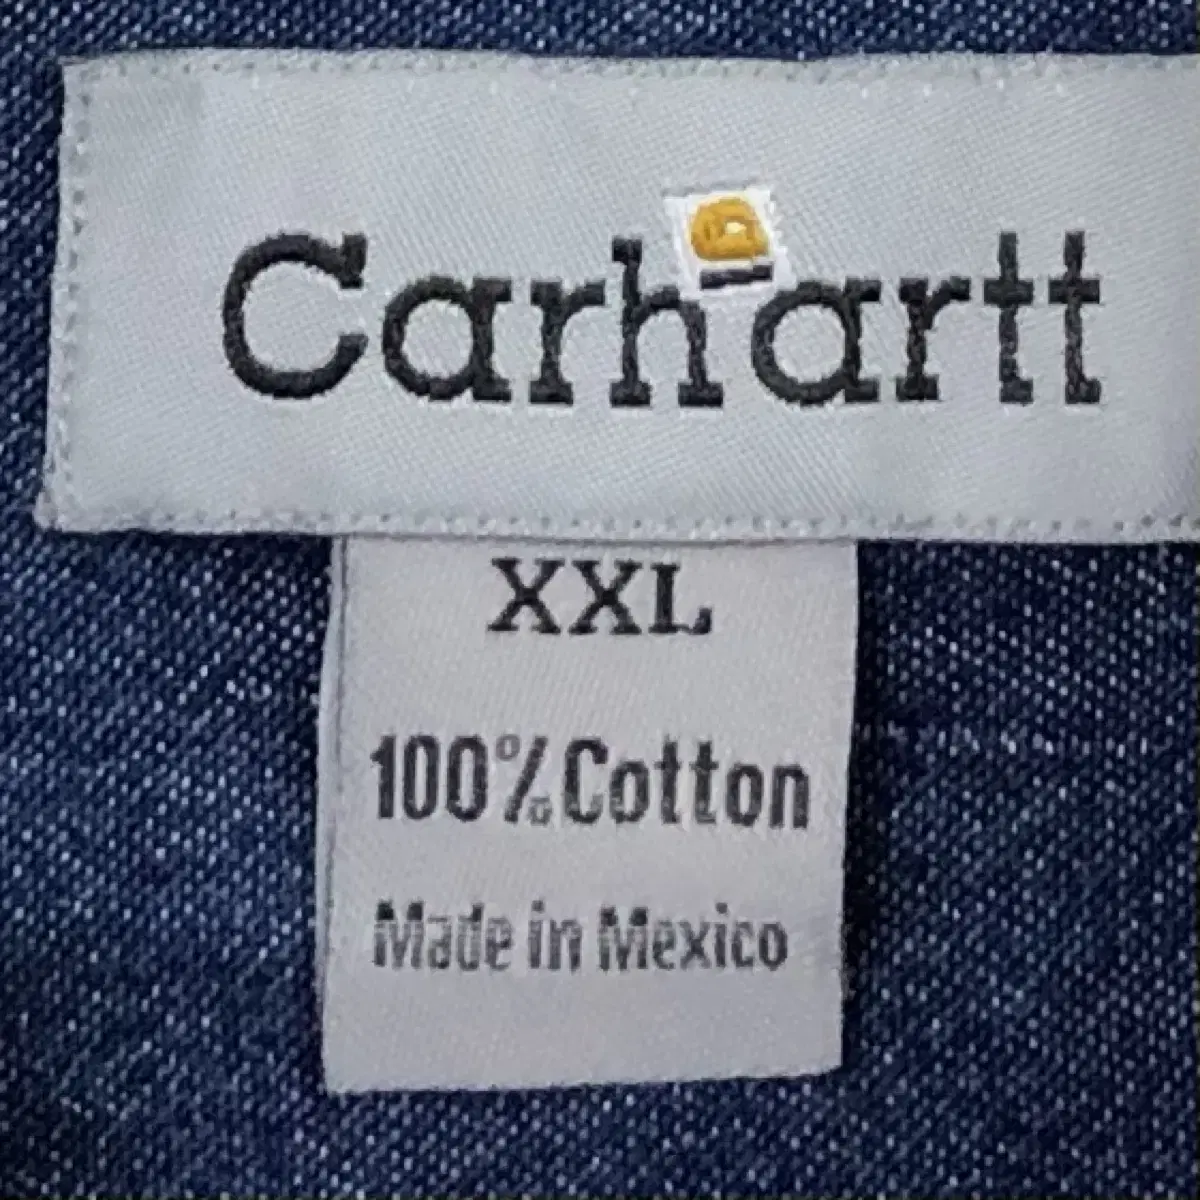 Carhartt
XXL
100% Cotton
Made in Mexico